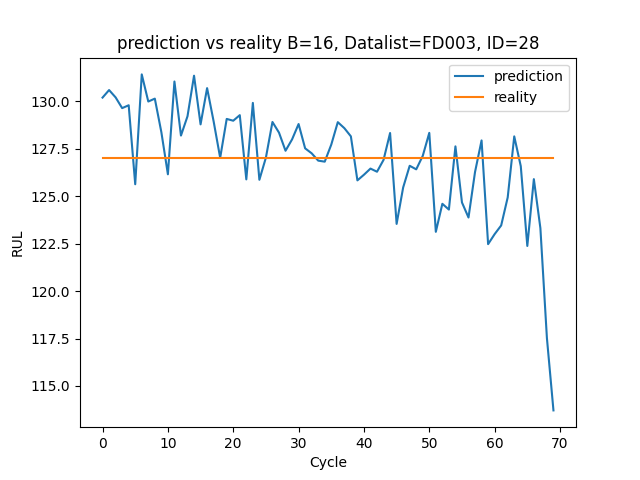 prediction vs reality B=16, Datalist=FD003, ID=28
prediction
reality
130.0
127.5
125.0
122.5
120.0
117.5
115.0
RUL
0 10 20 30 40 50 60 70
Cycle